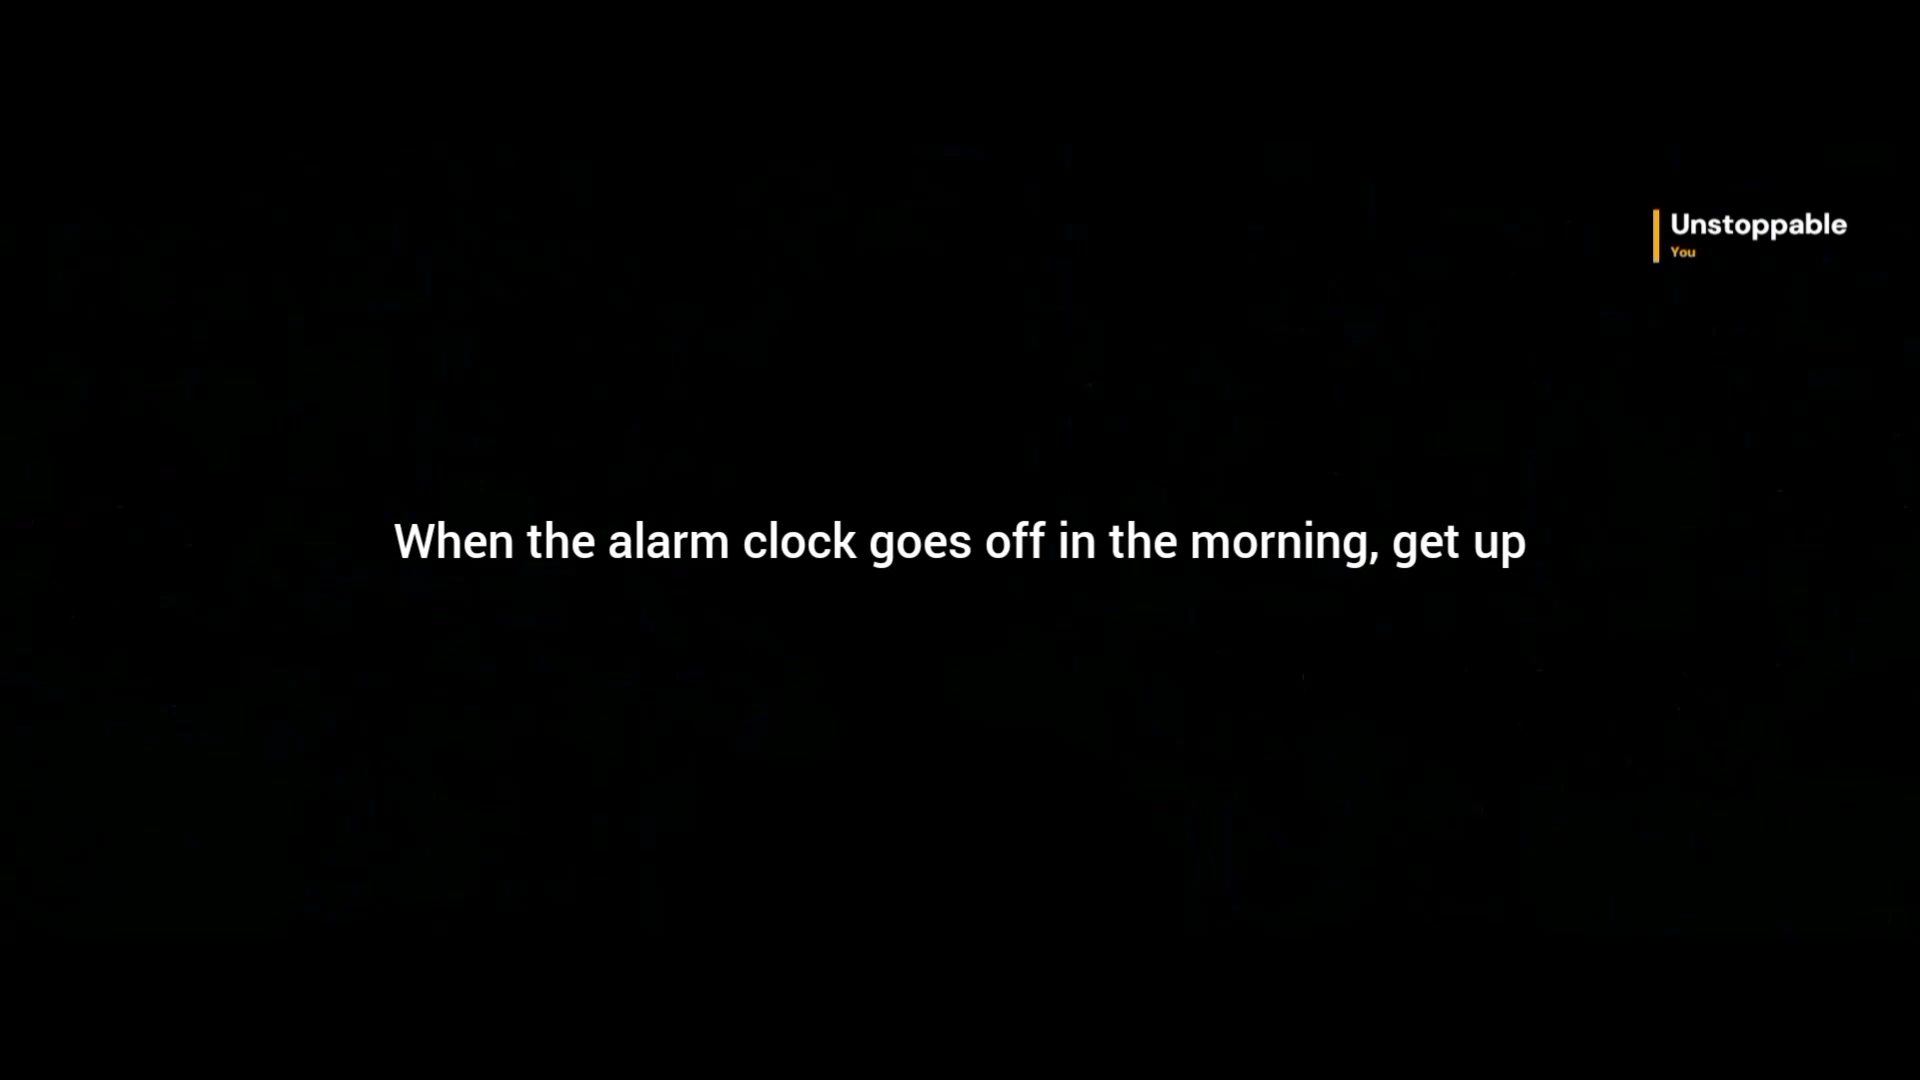 Unstoppable
You
When the alarm clock goes off in the morning, get up